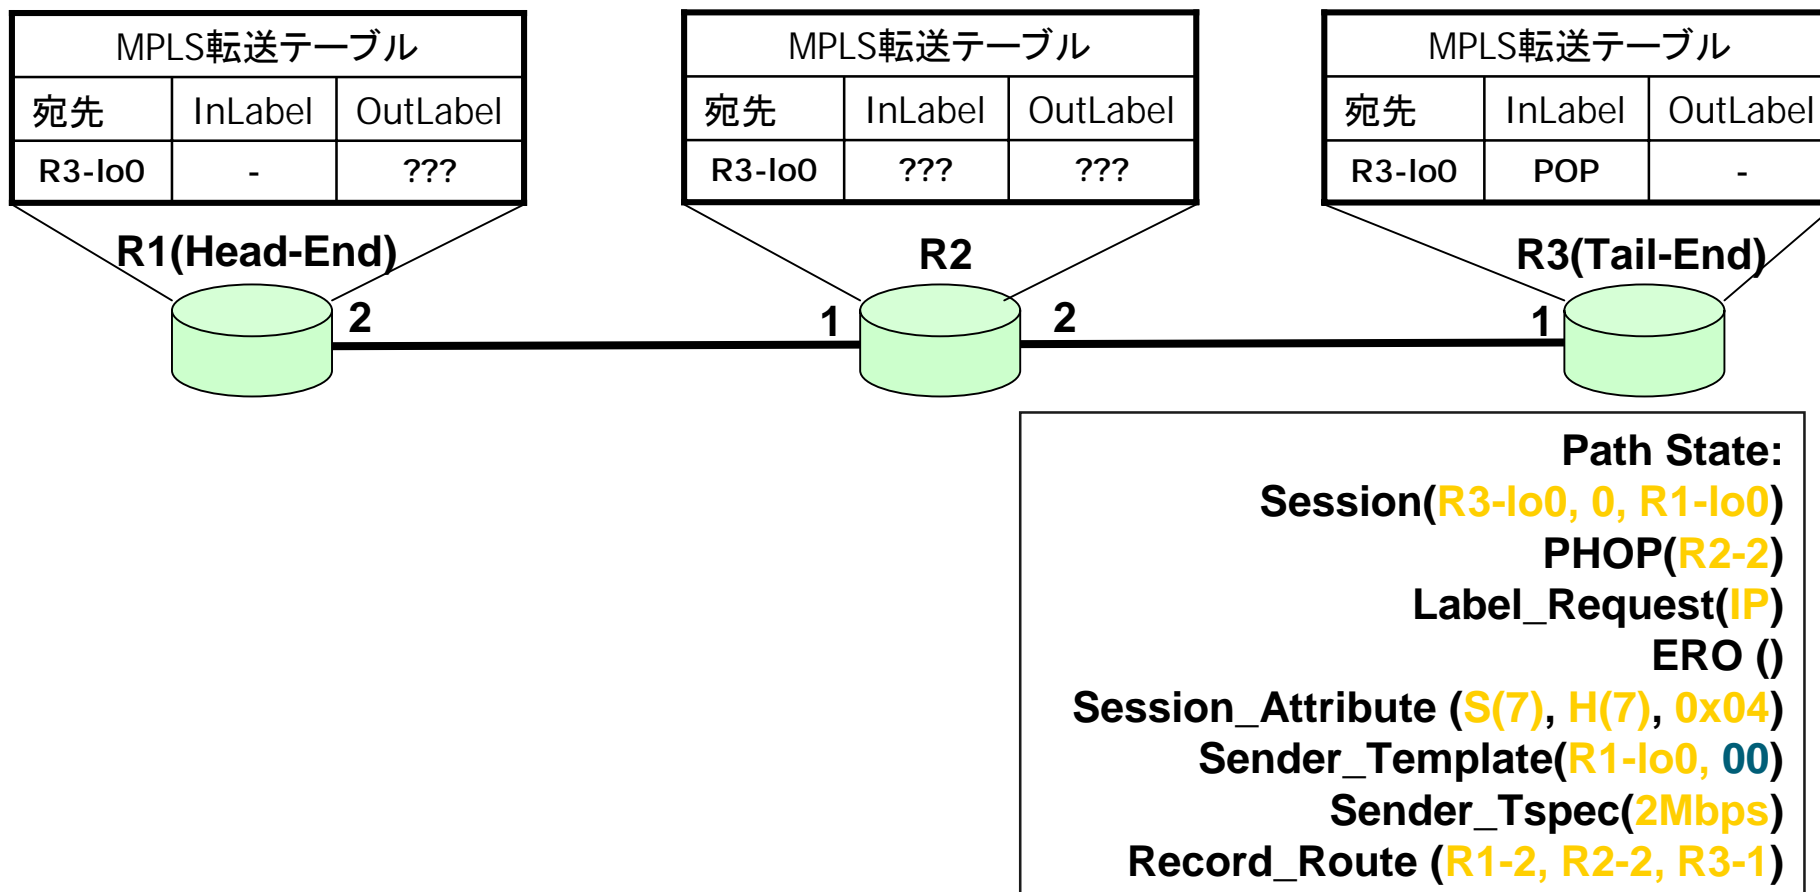 MPLS転送テーブル
宛先 InLabel OutLabel
R3-lo0 - ???
MPLS転送テーブル
宛先 InLabel OutLabel
R3-lo0 ??? ???
MPLS転送テーブル
宛先 InLabel OutLabel
R3-lo0 POP -
R1(Head-End)
R2
R3(Tail-End)
2
1
2
1
Path State:
Session(R3-lo0, 0, R1-lo0)
PHOP(R2-2)
Label_Request(IP)
ERO ()
Session_Attribute (S(7), H(7), 0x04)
Sender_Template(R1-lo0, 00)
Sender_Tspec(2Mbps)
Record_Route (R1-2, R2-2, R3-1)